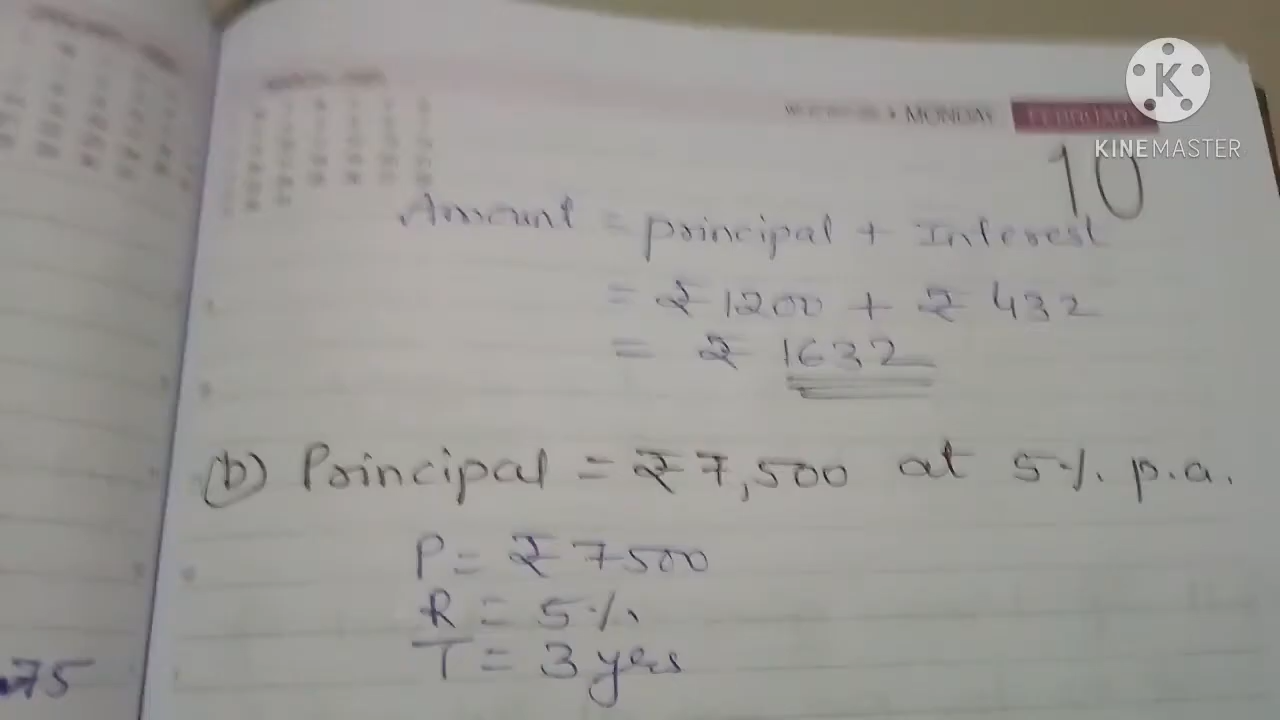 MONDAY FEBRUARY
K
KINEMASTER
10
Amount = principal + Interest
= ₹ 1200 + ₹ 432
= ₹ 1632
(b) Principal = ₹ 7,500 at 5% p.a.
P = ₹ 7500
R = 5%
T = 3 yrs
75